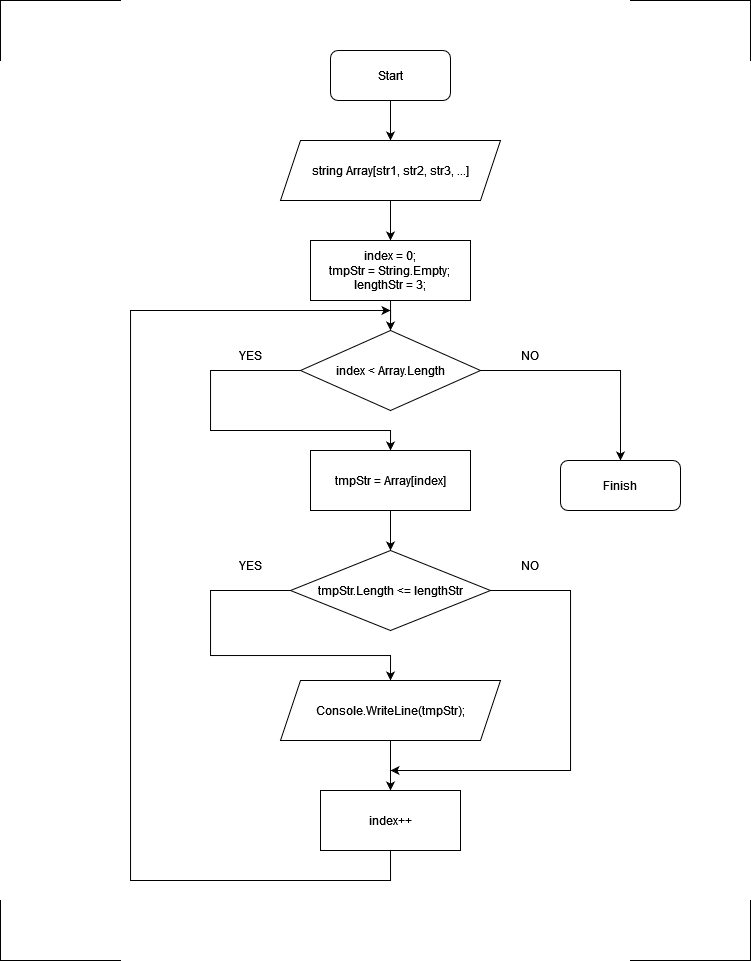 Start
string Array[str1, str2, str3, ...]
index = 0;
tmpStr = String.Empty;
lengthStr = 3;
YES
index < Array.Length
NO
tmpStr = Array[index]
Finish
YES
tmpStr.Length <= lengthStr
NO
Console.WriteLine(tmpStr);
index++